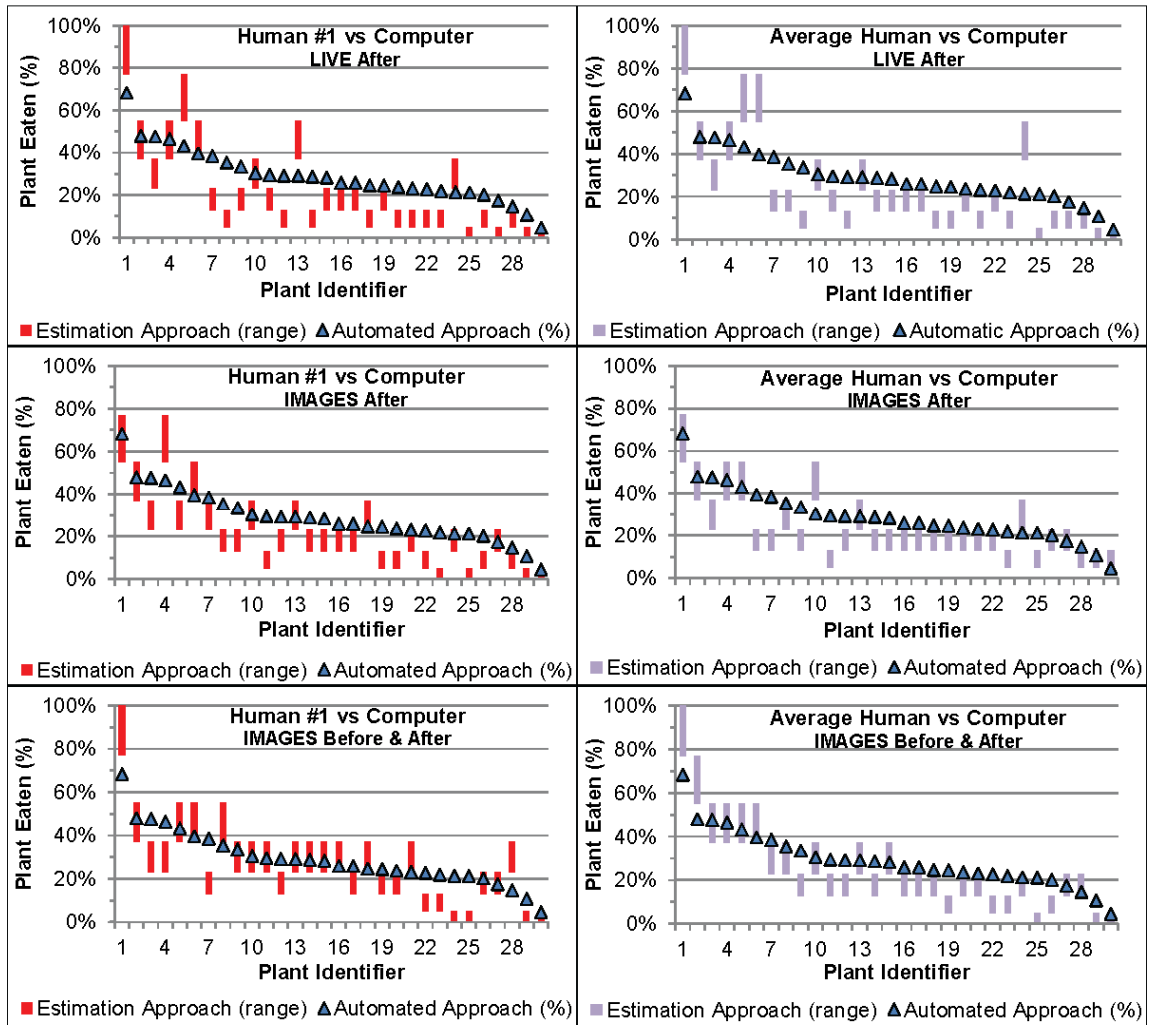 Human #1 vs Computer
LIVE After
Plant Eaten (%)
100%
80%
60%
40%
20%
0%
1 4 7 10 13 16 19 22 25 28
Plant Identifier
Estimation Approach (range) Automated Approach (%)
Average Human vs Computer
LIVE After
Plant Eaten (%)
100%
80%
60%
40%
20%
0%
1 4 7 10 13 16 19 22 25 28
Plant Identifier
Estimation Approach (range) Automatic Approach (%)
Human #1 vs Computer
IMAGES After
Plant Eaten (%)
100%
80%
60%
40%
20%
0%
1 4 7 10 13 16 19 22 25 28
Plant Identifier
Estimation Approach (range) Automated Approach (%)
Average Human vs Computer
IMAGES After
Plant Eaten (%)
100%
80%
60%
40%
20%
0%
1 4 7 10 13 16 19 22 25 28
Plant Identifier
Estimation Approach (range) Automated Approach (%)
Human #1 vs Computer
IMAGES Before & After
Plant Eaten (%)
100%
80%
60%
40%
20%
0%
1 4 7 10 13 16 19 22 25 28
Plant Identifier
Estimation Approach (range) Automated Approach (%)
Average Human vs Computer
IMAGES Before & After
Plant Eaten (%)
100%
80%
60%
40%
20%
0%
1 4 7 10 13 16 19 22 25 28
Plant Identifier
Estimation Approach (range) Automated Approach (%)